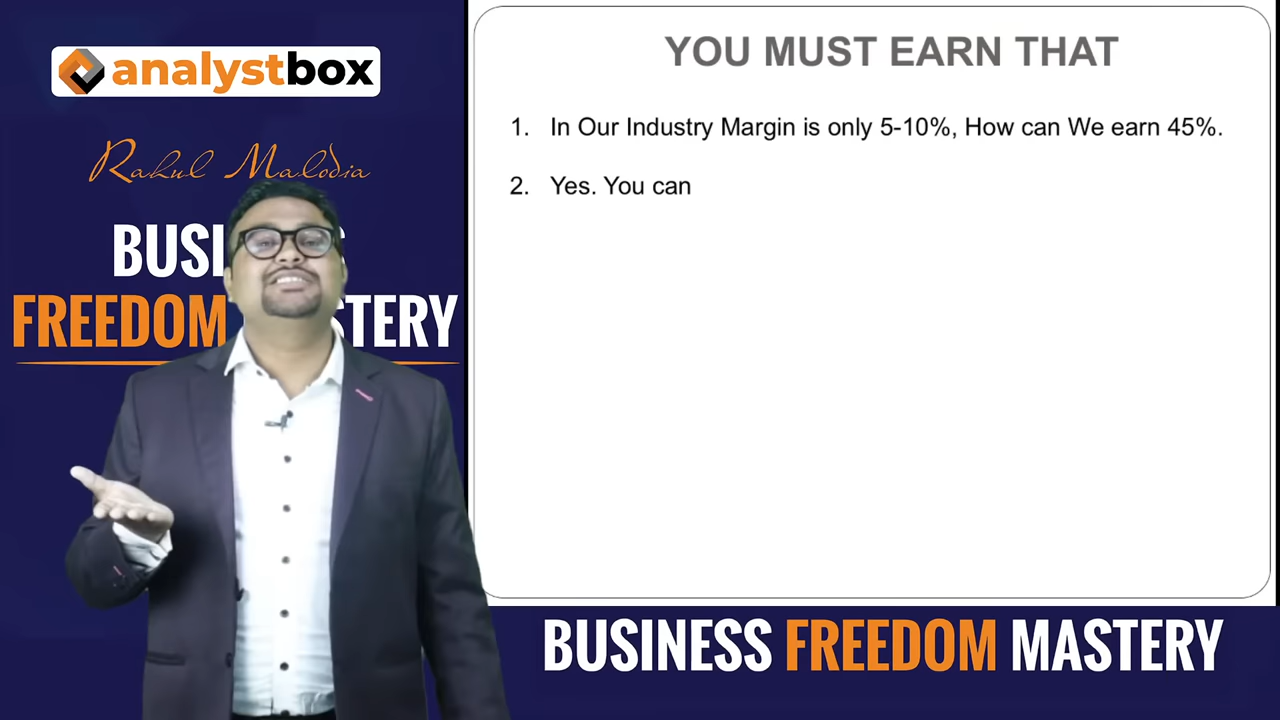 analystbox
Rahul Malodia
BUSI S
FREEDOM STERY
YOU MUST EARN THAT
1. In Our Industry Margin is only 5-10%, How can We earn 45%.
2. Yes. You can
BUSINESS FREEDOM MASTERY